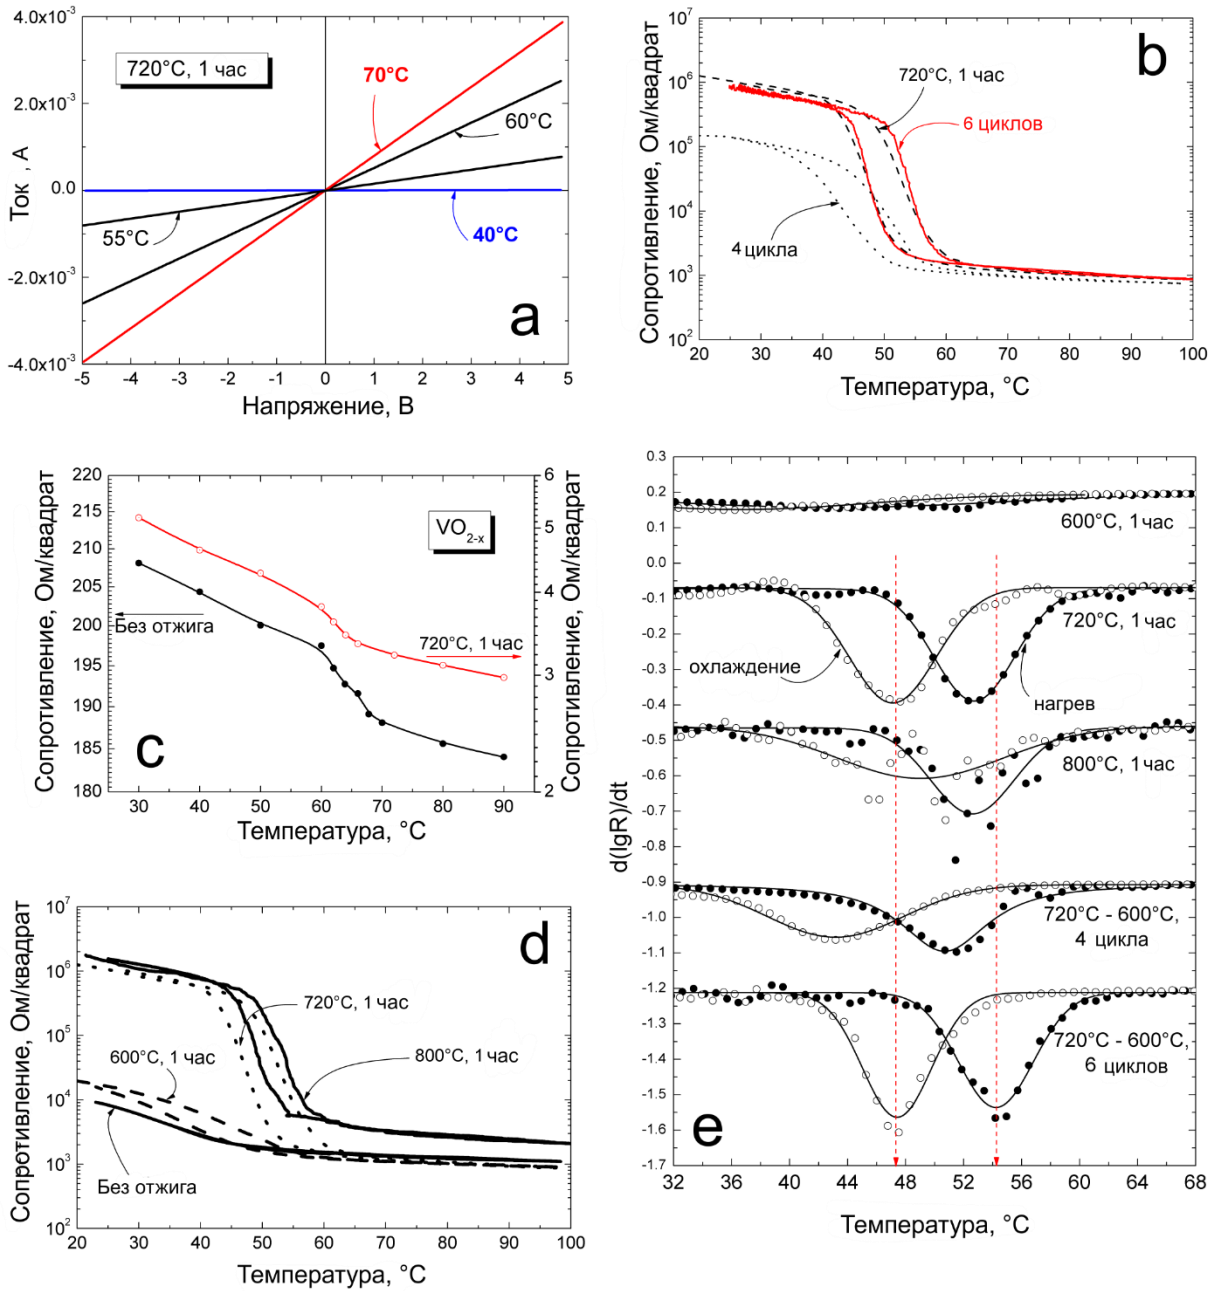 4.0x10⁻³
2.0x10⁻³
0.0
-2.0x10⁻³
-4.0x10⁻³
Ток , А
720°C, 1 час
70°C
60°C
55°C
40°C
a
-5 -4 -3 -2 -1 0 1 2 3 4 5
Напряжение, В
10⁷
10⁶
10⁵
10⁴
10³
10²
Сопротивление, Ом/квадрат
b
720°C, 1 час
6 циклов
4 цикла
20 30 40 50 60 70 80 90 100
Температура, °C
220
215
210
205
200
195
190
185
180
Сопротивление, Ом/квадрат
6
5
4
3
2
Сопротивление, Ом/квадрат
VO2-x
Без отжига
720°C, 1 час
c
30 40 50 60 70 80 90
Температура, °C
10⁷
10⁶
10⁵
10⁴
10³
10²
Сопротивление, Ом/квадрат
d
720°C, 1 час
600°C, 1 час
800°C, 1 час
Без отжига
20 30 40 50 60 70 80 90 100
Температура, °C
0.3
0.2
0.1
0.0
-0.1
-0.2
-0.3
-0.4
-0.5
-0.6
-0.7
-0.8
-0.9
-1.0
-1.1
-1.2
-1.3
-1.4
-1.5
-1.6
-1.7
d(lgR)/dt
600°C, 1 час
720°C, 1 час
охлаждение
нагрев
800°C, 1 час
720°C - 600°C,
4 цикла
720°C - 600°C,
6 циклов
e
32 36 40 44 48 52 56 60 64 68
Температура, °C